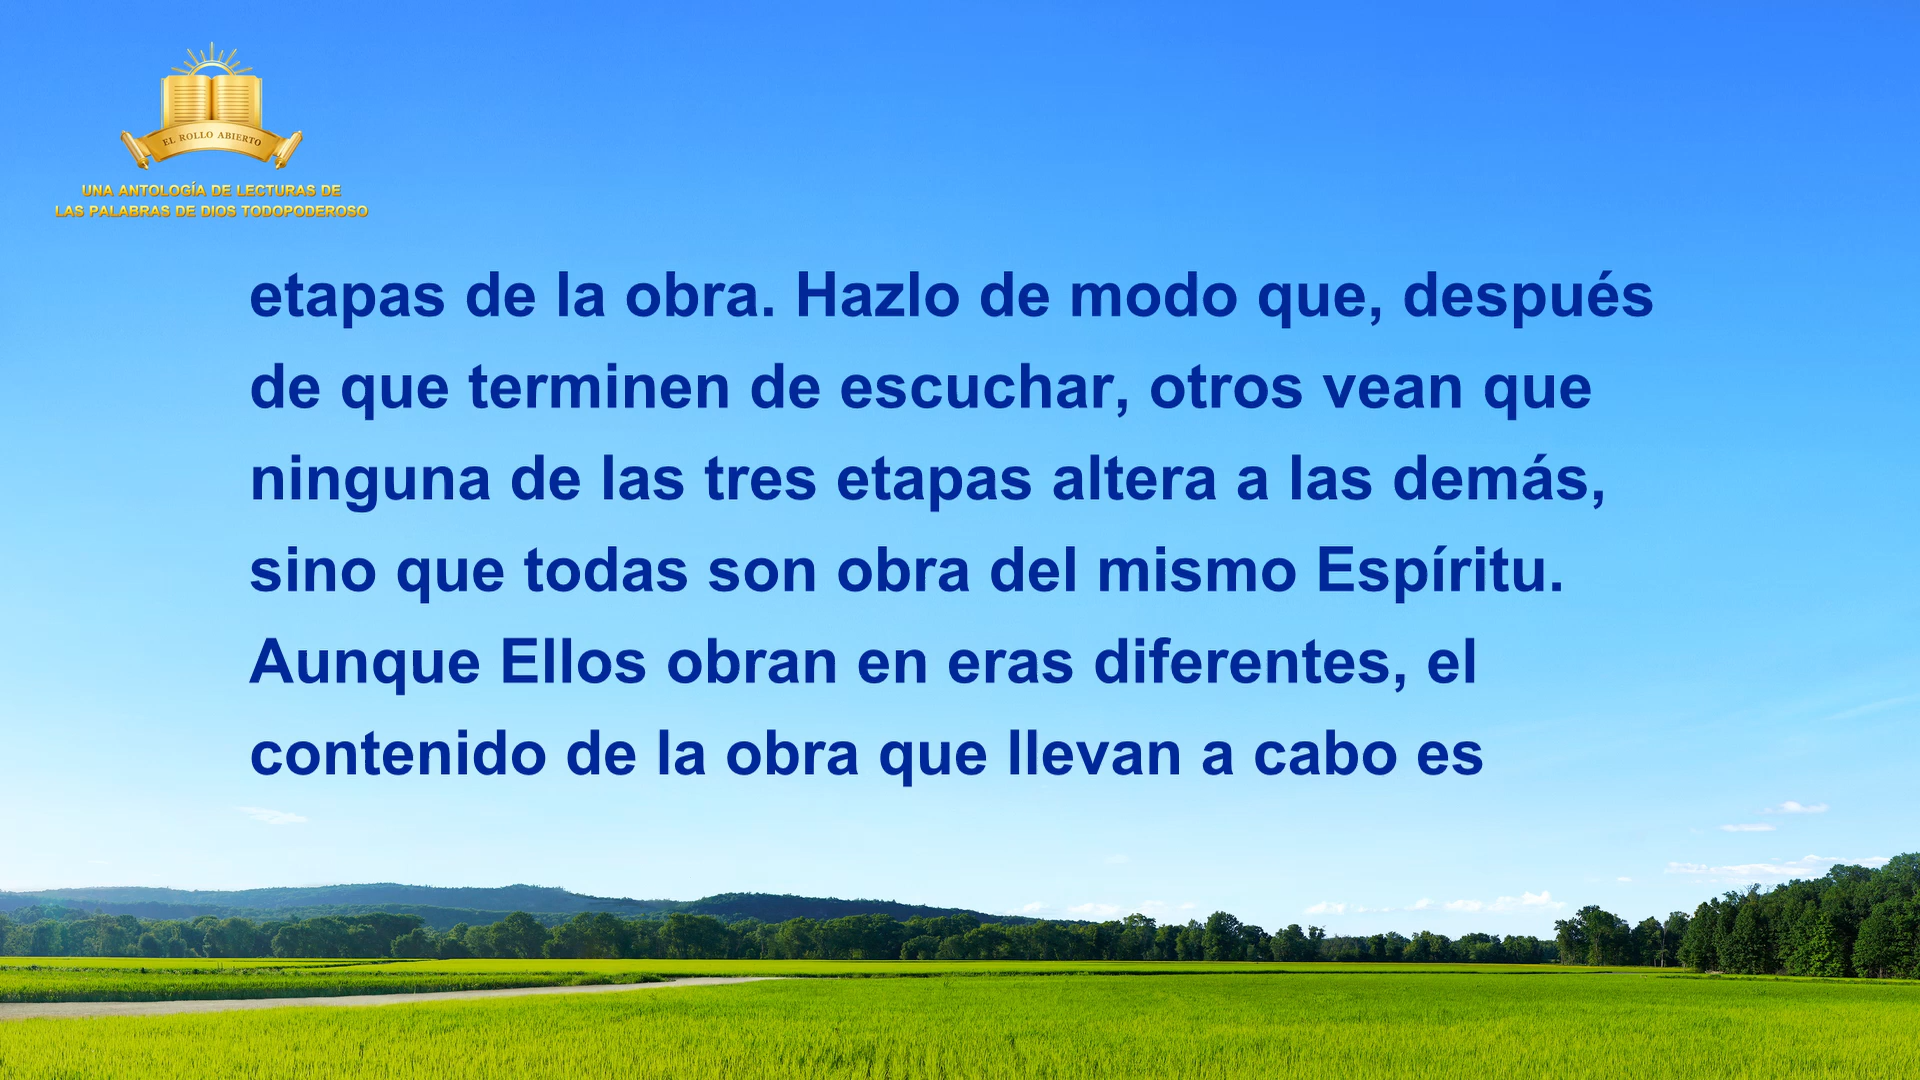 EL ROLLO ABIERTO
UNA ANTOLOGÍA DE LECTURAS DE
LAS PALABRAS DE DIOS TODOPODEROSO
etapas de la obra. Hazlo de modo que, después
de que terminen de escuchar, otros vean que
ninguna de las tres etapas altera a las demás,
sino que todas son obra del mismo Espíritu.
Aunque Ellos obran en eras diferentes, el
contenido de la obra que llevan a cabo es